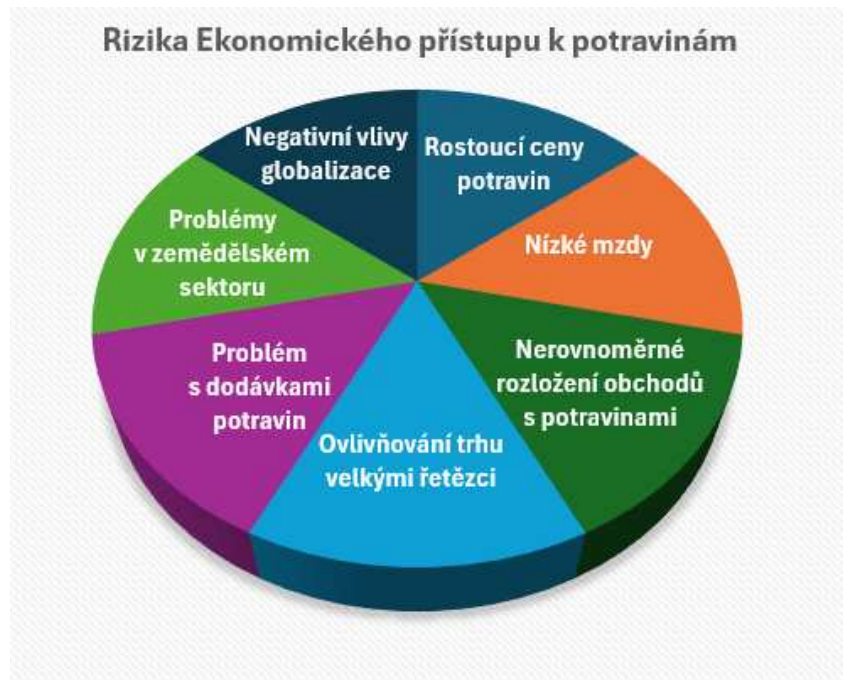 Rizika Ekonomického přístupu k potravinám
Negativní vlivy
globalizace
Rostoucí ceny
potravin
Nízké mzdy
Nerovnoměrné
rozložení obchodů
s potravinami
Ovlivňování trhu
velkými řetězci
Problém
s dodávkami
potravin
Problémy
v zemědělském
sektoru